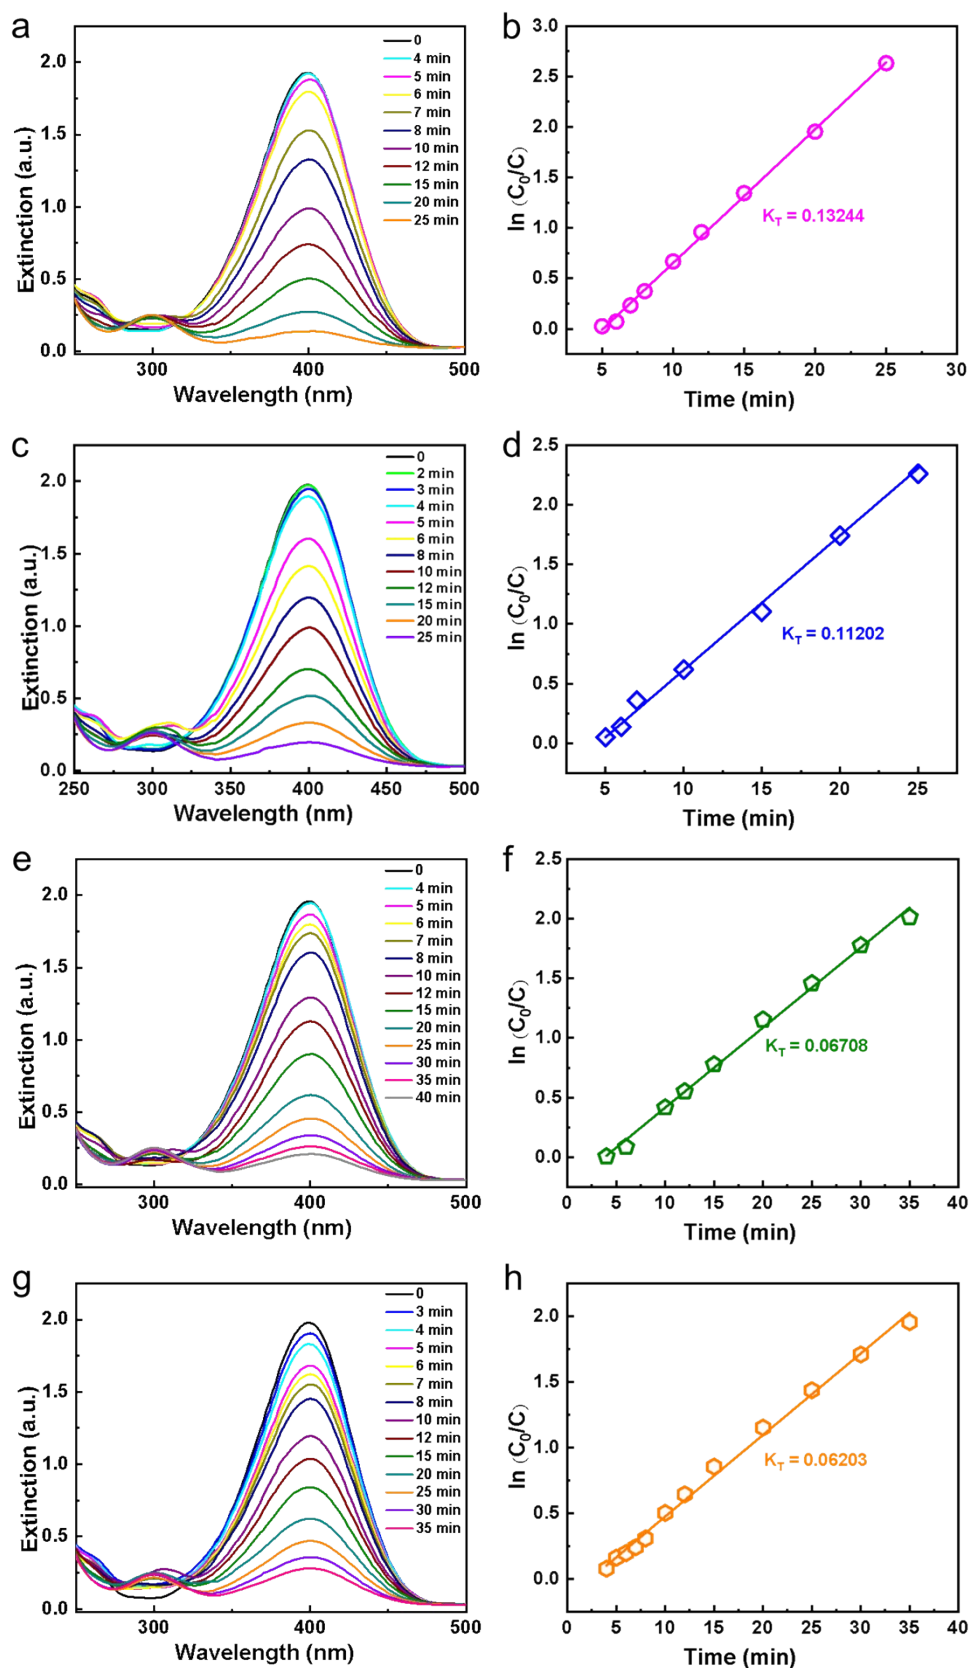 a
0
4 min
5 min
6 min
7 min
8 min
10 min
12 min
15 min
20 min
25 min
2.0
1.5
1.0
0.5
0.0
Extinction (a.u.)
300
400
500
Wavelength (nm)
b
3.0
2.5
2.0
1.5
1.0
0.5
0.0
ln (C0/C)
KT = 0.13244
5
10
15
20
25
30
Time (min)
c
0
2 min
3 min
4 min
5 min
6 min
8 min
10 min
12 min
15 min
20 min
25 min
2.0
1.5
1.0
0.5
0.0
Extinction (a.u.)
250
300
350
400
450
500
Wavelength (nm)
d
2.5
2.0
1.5
1.0
0.5
0.0
ln (C0/C)
KT = 0.11202
5
10
15
20
25
Time (min)
e
0
4 min
5 min
6 min
7 min
8 min
10 min
12 min
15 min
20 min
25 min
30 min
35 min
40 min
2.0
1.5
1.0
0.5
0.0
Extinction (a.u.)
300
400
500
Wavelength (nm)
f
2.5
2.0
1.5
1.0
0.5
0.0
ln (C0/C)
KT = 0.06708
0
5
10
15
20
25
30
35
40
Time (min)
g
0
3 min
4 min
5 min
6 min
7 min
8 min
10 min
12 min
15 min
20 min
25 min
30 min
35 min
2.0
1.5
1.0
0.5
0.0
Extinction (a.u.)
300
400
500
Wavelength (nm)
h
2.0
1.5
1.0
0.5
0.0
ln (C0/C)
KT = 0.06203
0
5
10
15
20
25
30
35
40
Time (min)